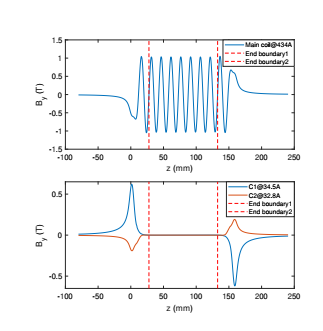 1.5
1
0.5
0
-0.5
-1
-1.5
B_y (T)
-100 -50 0 50 100 150 200 250
z (mm)
Main coil@434A
End boundary1
End boundary2
0.5
0
-0.5
B_y (T)
-100 -50 0 50 100 150 200 250
z (mm)
C1@34.5A
C2@32.8A
End boundary1
End boundary2